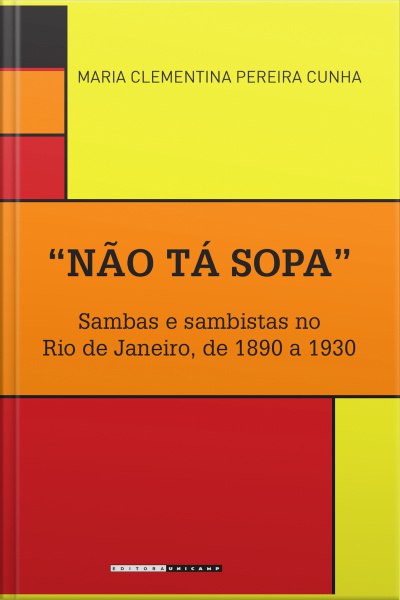 MARIA CLEMENTINA PEREIRA CUNHA
“NÃO TÁ SOPA”
Sambas e sambistas no
Rio de Janeiro, de 1890 a 1930
EDITORA UNICAMP